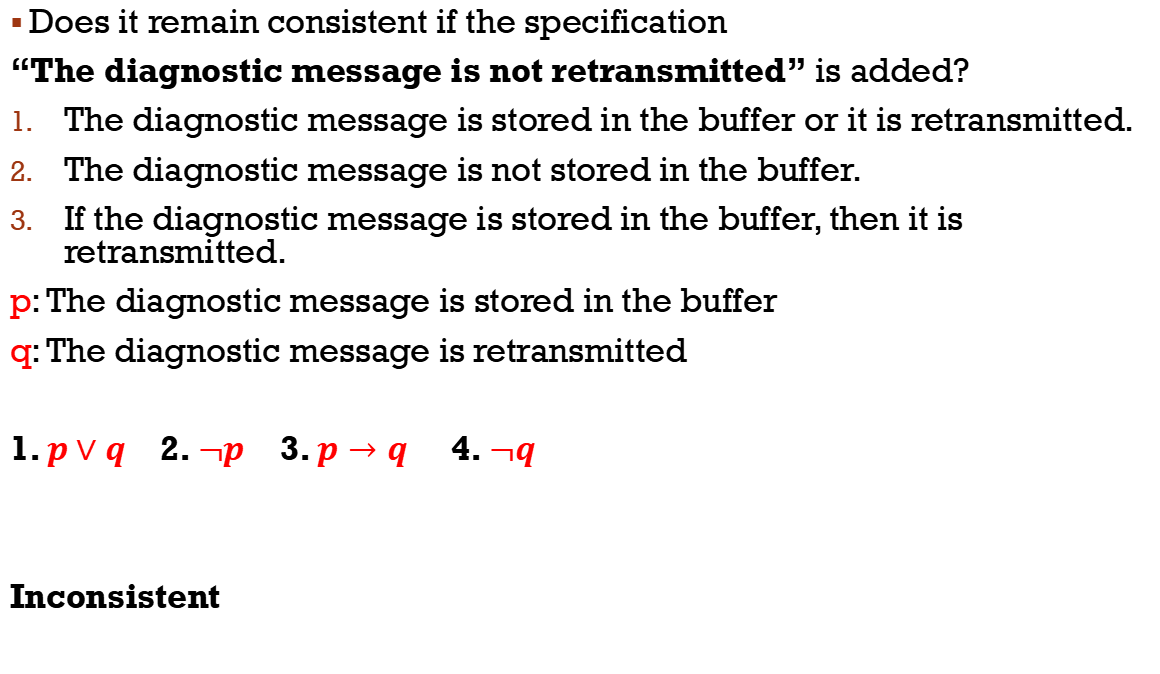 ▪ Does it remain consistent if the specification
“The diagnostic message is not retransmitted” is added?
1. The diagnostic message is stored in the buffer or it is retransmitted.
2. The diagnostic message is not stored in the buffer.
3. If the diagnostic message is stored in the buffer, then it is
retransmitted.
p: The diagnostic message is stored in the buffer
q: The diagnostic message is retransmitted
1. p ∨ q 2. ¬p 3. p → q 4. ¬q
Inconsistent